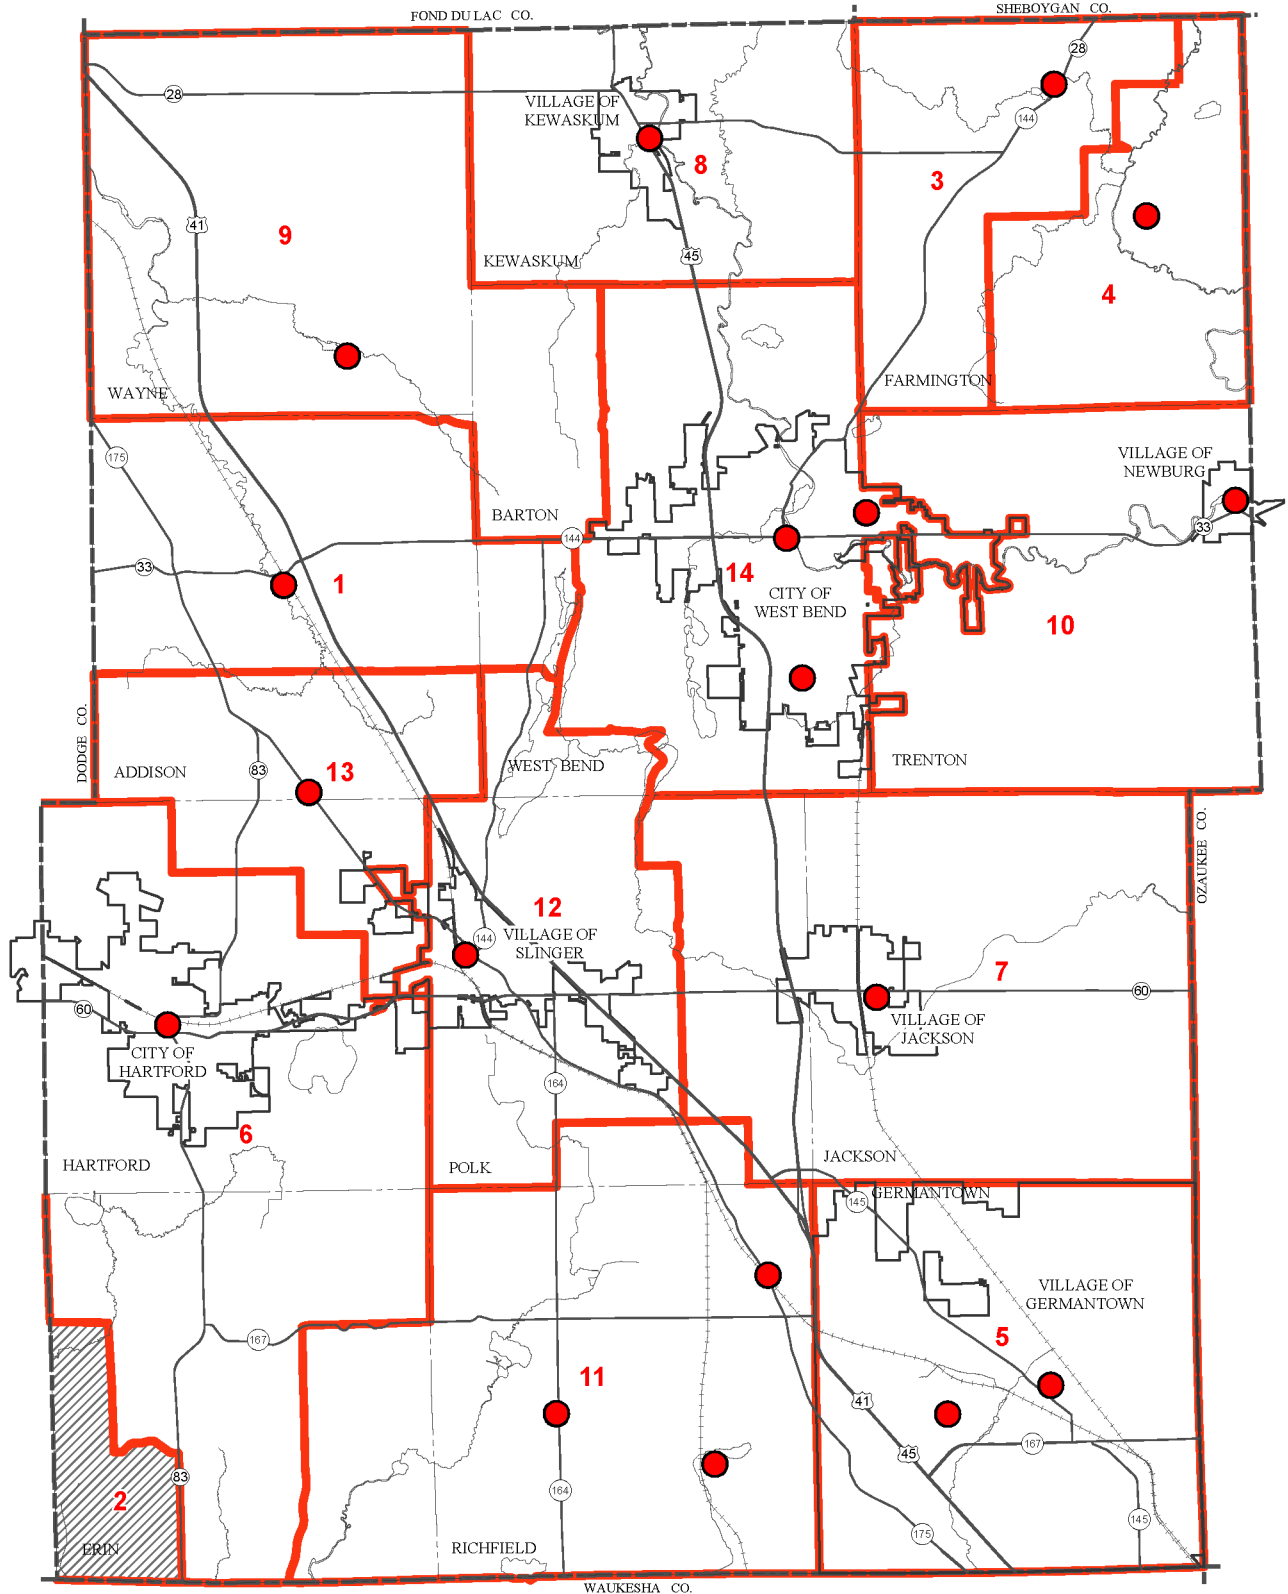 FOND DU LAC CO.
SHEBOYGAN CO.
28
28
VILLAGE OF
KEWASKUM
144
8
3
9
41
45
KEWASKUM
4
WAYNE
FARMINGTON
175
VILLAGE OF
NEWBURG
BARTON
33
144
33
1
14
CITY OF
WEST BEND
10
DODGE CO.
ADDISON
83
13
WEST BEND
TRENTON
OZAUKEE CO.
12
144
VILLAGE OF
SLINGER
7
60
60
VILLAGE OF
JACKSON
CITY OF
HARTFORD
164
6
HARTFORD
POLK
JACKSON
GERMANTOWN
145
VILLAGE OF
GERMANTOWN
167
5
11
41
45
167
83
2
164
145
175
ERIN
RICHFIELD
WAUKESHA CO.